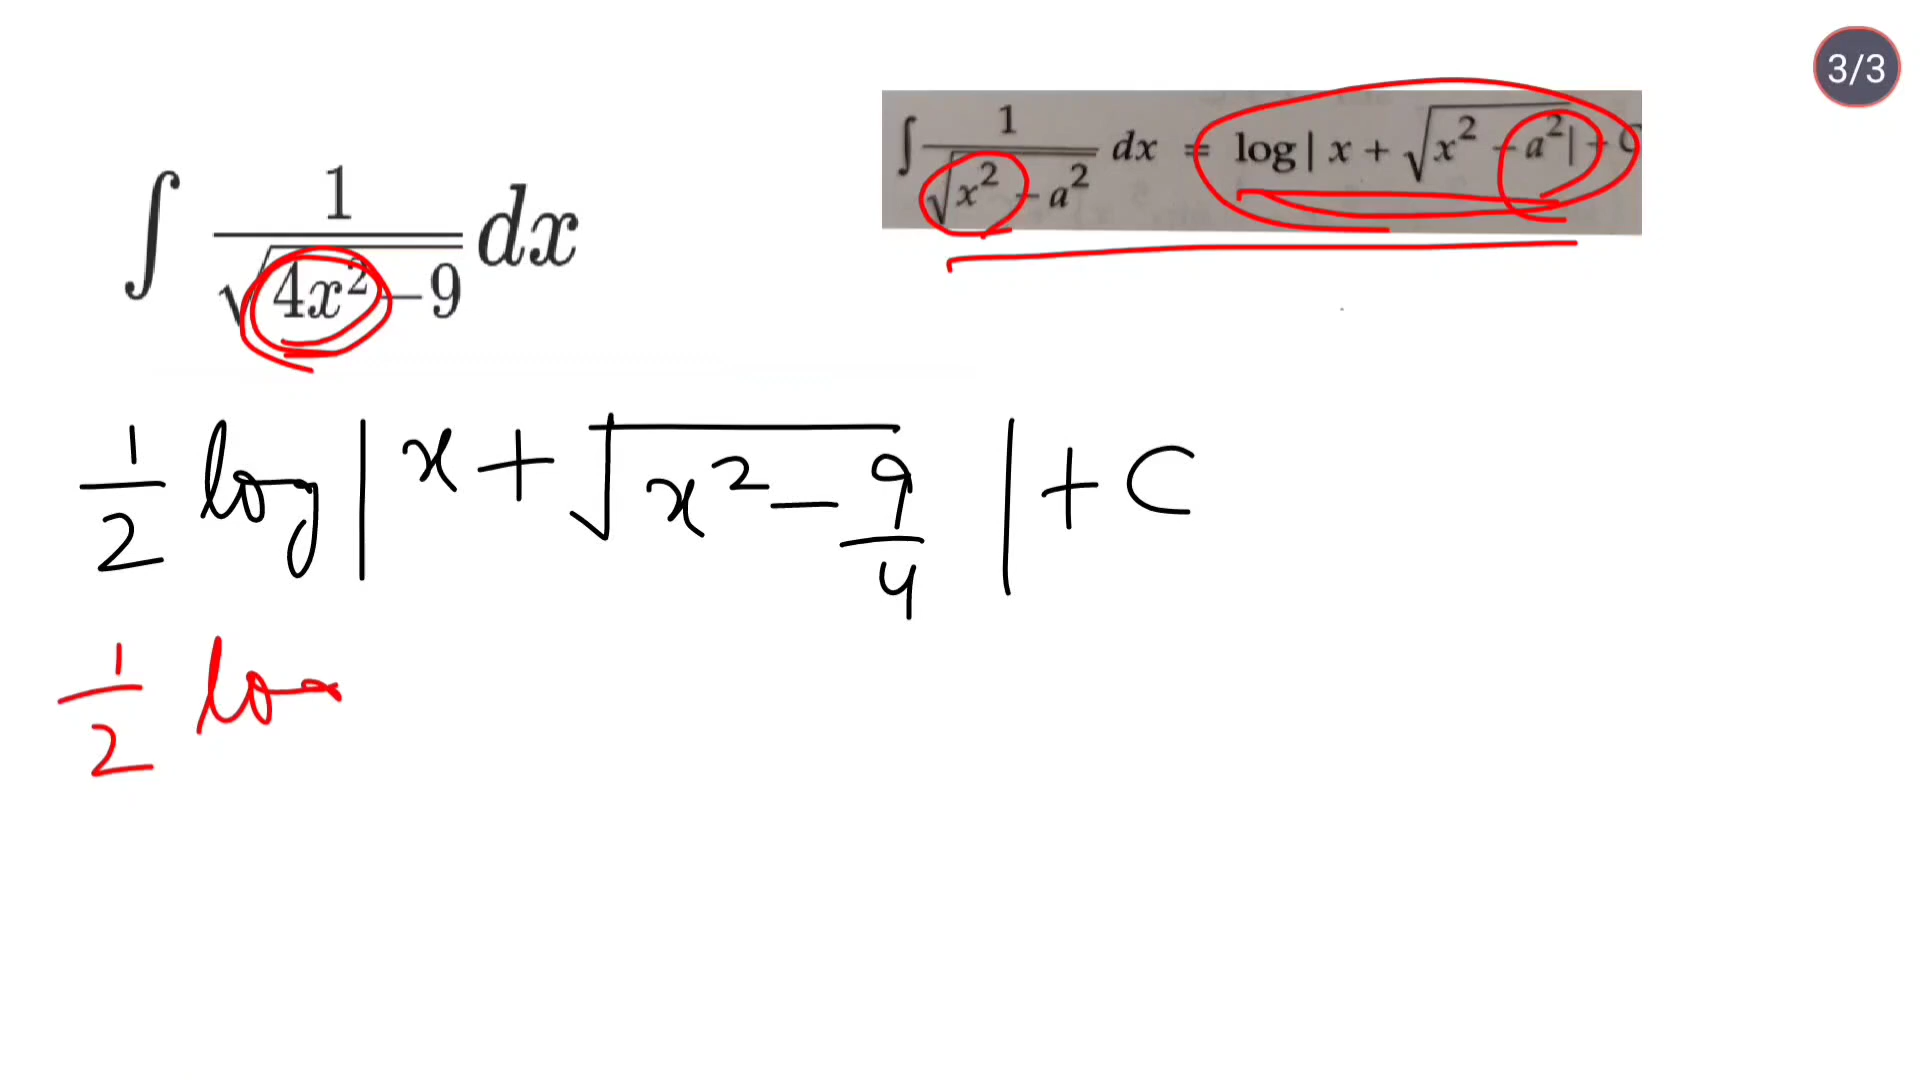 3/3
∫ 1/√(x² − a²) dx = log| x + √(x² − a²)| + C
∫ 1/√(4x² − 9) dx
1/2 log | x + √(x² − 9/4) | + C
1/2 lo